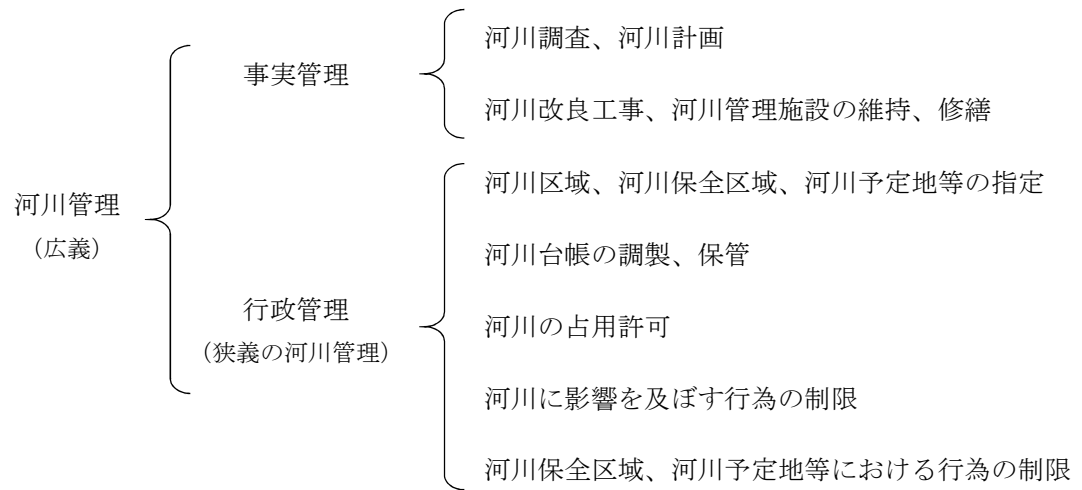 河川調査、河川計画
事実管理
河川改良工事、河川管理施設の維持、修繕
河川管理
(広義)
河川区域、河川保全区域、河川予定地等の指定
河川台帳の調製、保管
行政管理
(狭義の河川管理)
河川の占用許可
河川に影響を及ぼす行為の制限
河川保全区域、河川予定地等における行為の制限